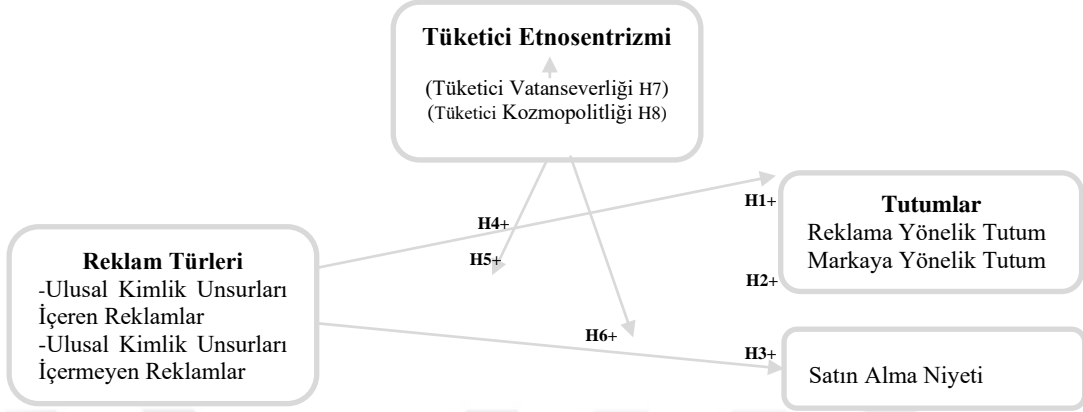 Tüketici Etnosentrizmi
(Tüketici Vatanseverliği H7)
(Tüketici Kozmopolitliği H8)
H4+
H5+
H6+
H1+
H2+
H3+
Reklam Türleri
-Ulusal Kimlik Unsurları
İçeren Reklamlar
-Ulusal Kimlik Unsurları
İçermeyen Reklamlar
Tutumlar
Reklama Yönelik Tutum
Markaya Yönelik Tutum
Satın Alma Niyeti